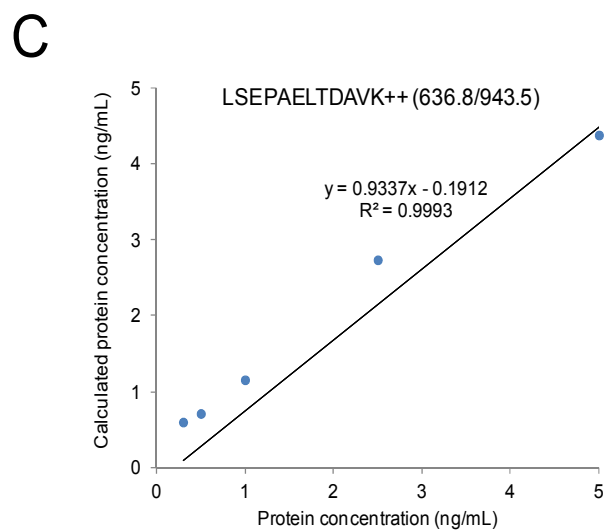 C
LSEPAELTDAVK++ (636.8/943.5)
y = 0.9337x - 0.1912
R² = 0.9993
Calculated protein concentration (ng/mL)
5
4
3
2
1
0
0 1 2 3 4 5
Protein concentration (ng/mL)